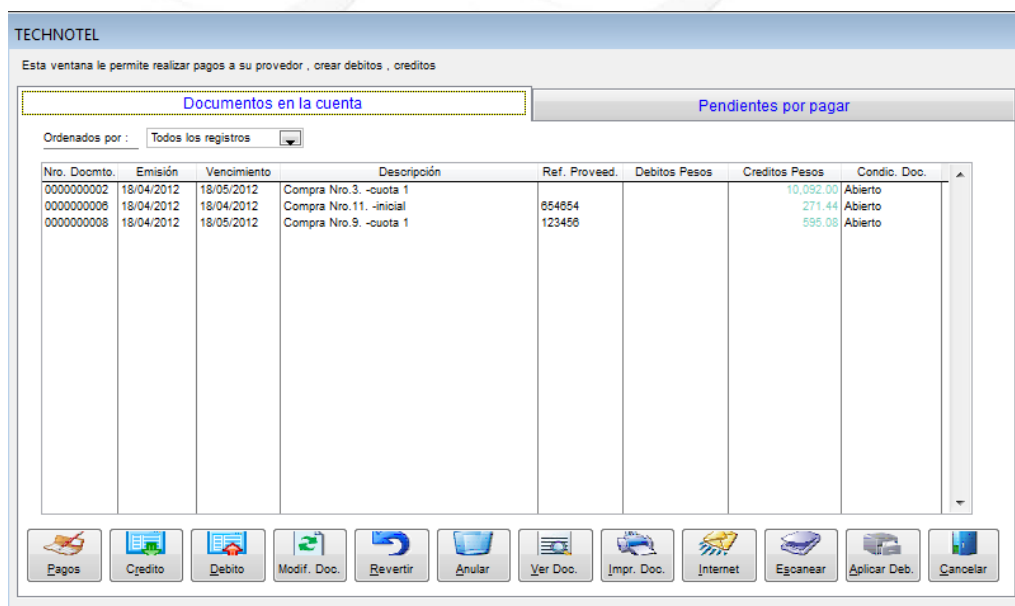 TECHNOTEL
Esta ventana le permite realizar pagos a su provedor , crear debitos , creditos
Documentos en la cuenta Pendientes por pagar
Ordenados por : Todos los registros
Nro. Docmto. Emisión Vencimiento Descripción Ref. Proveed. Debitos Pesos Creditos Pesos Condic. Doc.
0000000002 18/04/2012 18/05/2012 Compra Nro.3. -cuota 1 10,092.00 Abierto
0000000006 18/04/2012 18/04/2012 Compra Nro.11. -inicial 654654 271.44 Abierto
0000000008 18/04/2012 18/05/2012 Compra Nro.9. -cuota 1 123456 595.08 Abierto
Pagos Credito Debito Modif. Doc. Revertir Anular Ver Doc. Impr. Doc. Internet Escanear Aplicar Deb. Cancelar